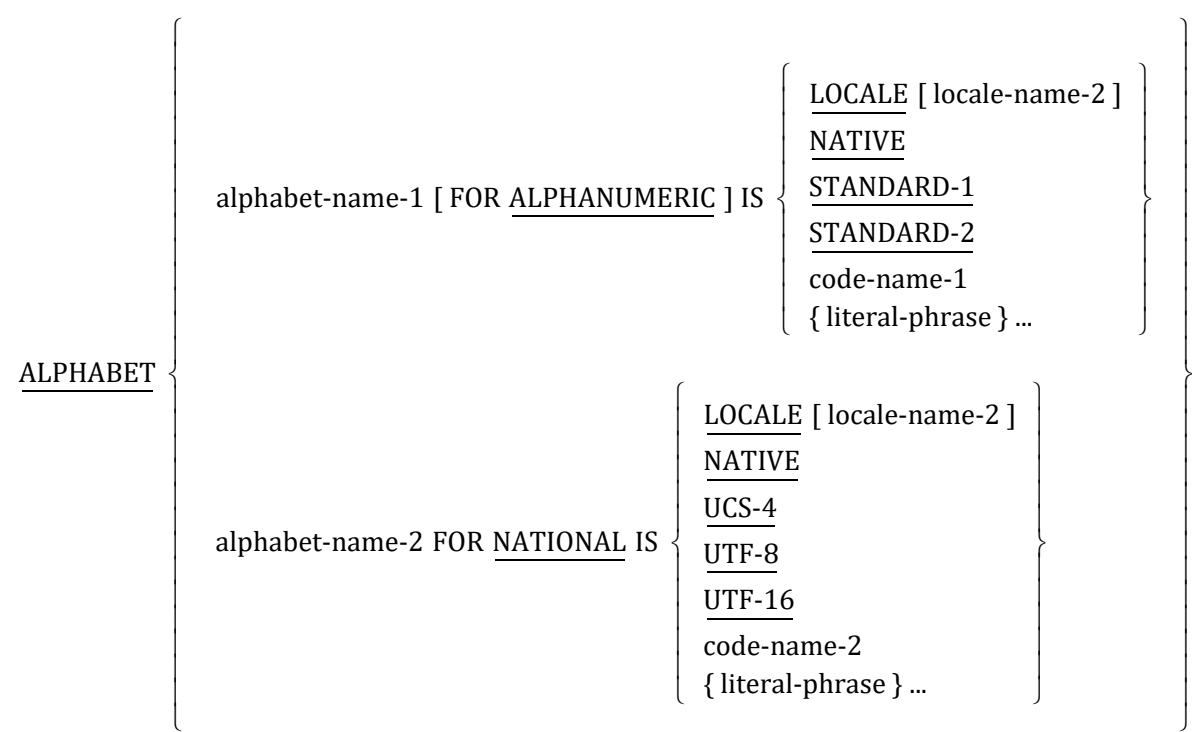 ALPHABET
alphabet-name-1 [ FOR ALPHANUMERIC ] IS
LOCALE [ locale-name-2 ]
NATIVE
STANDARD-1
STANDARD-2
code-name-1
{ literal-phrase } ...
alphabet-name-2 FOR NATIONAL IS
LOCALE [ locale-name-2 ]
NATIVE
UCS-4
UTF-8
UTF-16
code-name-2
{ literal-phrase } ...